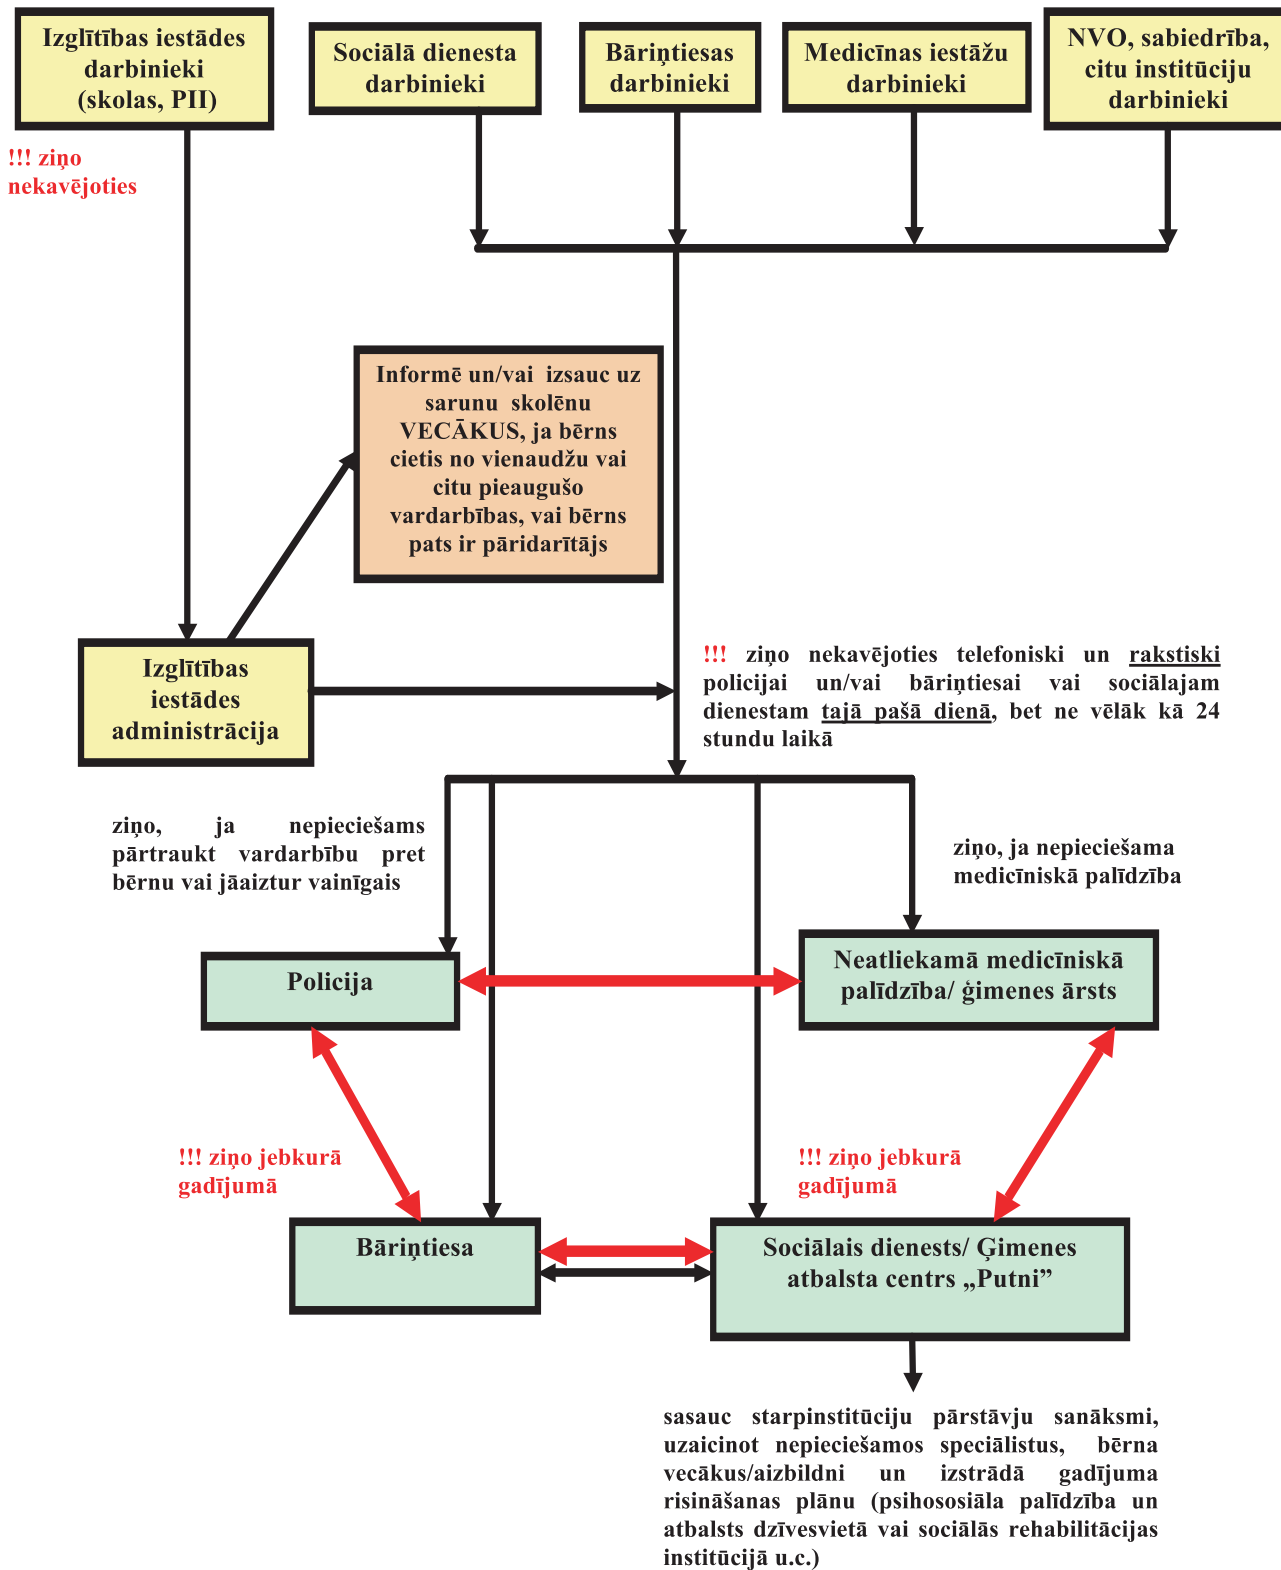 Izglītības iestādes
darbinieki
(skolas, PII)
Sociālā dienesta
darbinieki
Bāriņtiesas
darbinieki
Medicīnas iestāžu
darbinieki
NVO, sabiedrība,
citu institūciju
darbinieki
!!! ziņo
nekavējoties
Informē un/vai izsauc uz
sarunu skolēnu
VECĀKUS, ja bērns
cietis no vienaudžu vai
citu pieaugušo
vardarbības, vai bērns
pats ir pāridarītājs
Izglītības
iestādes
administrācija
!!! ziņo nekavējoties telefoniski un rakstiski
policijai un/vai bāriņtiesai vai sociālajam
dienestam tajā pašā dienā, bet ne vēlāk kā 24
stundu laikā
ziņo, ja nepieciešams
pārtraukt vardarbību pret
bērnu vai jāaiztur vainīgais
ziņo, ja nepieciešama
medicīniskā palīdzība
Policija
Neatliekamā medicīniskā
palīdzība/ ģimenes ārsts
!!! ziņo jebkurā
gadījumā
!!! ziņo jebkurā
gadījumā
Bāriņtiesa
Sociālais dienests/ Ģimenes
atbalsta centrs „Putni”
sasauc starpinstitūciju pārstāvju sanāksmi,
uzaicinot nepieciešamos speciālistus, bērna
vecākus/aizbildni un izstrādā gadījuma
risināšanas plānu (psihososiāla palīdzība un
atbalsts dzīvesvietā vai sociālās rehabilitācijas
institūcijā u.c.)